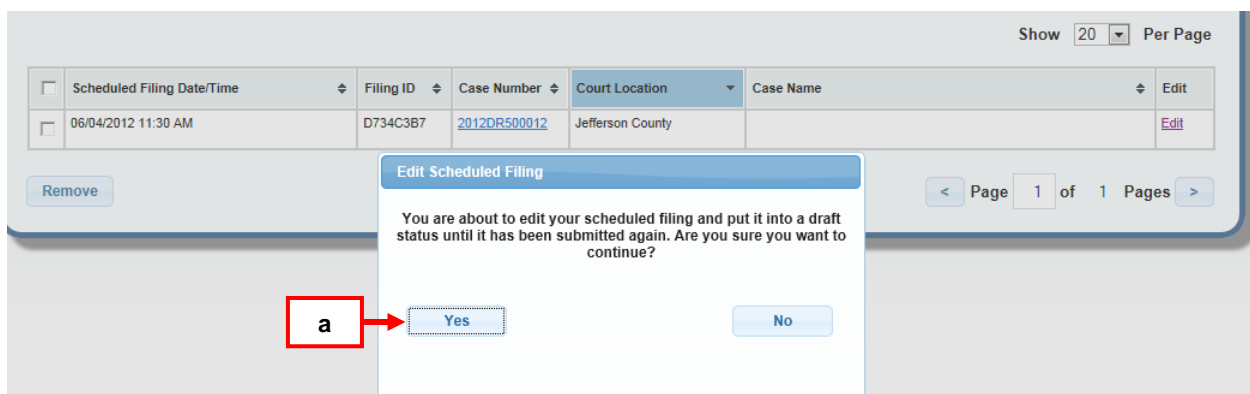 Show 20 Per Page
Scheduled Filing Date/Time Filing ID Case Number Court Location Case Name Edit
06/04/2012 11:30 AM D734C3B7 2012DR500012 Jefferson County Edit
Remove
< Page 1 of 1 Pages >
Edit Scheduled Filing
You are about to edit your scheduled filing and put it into a draft
status until it has been submitted again. Are you sure you want to
continue?
a Yes No